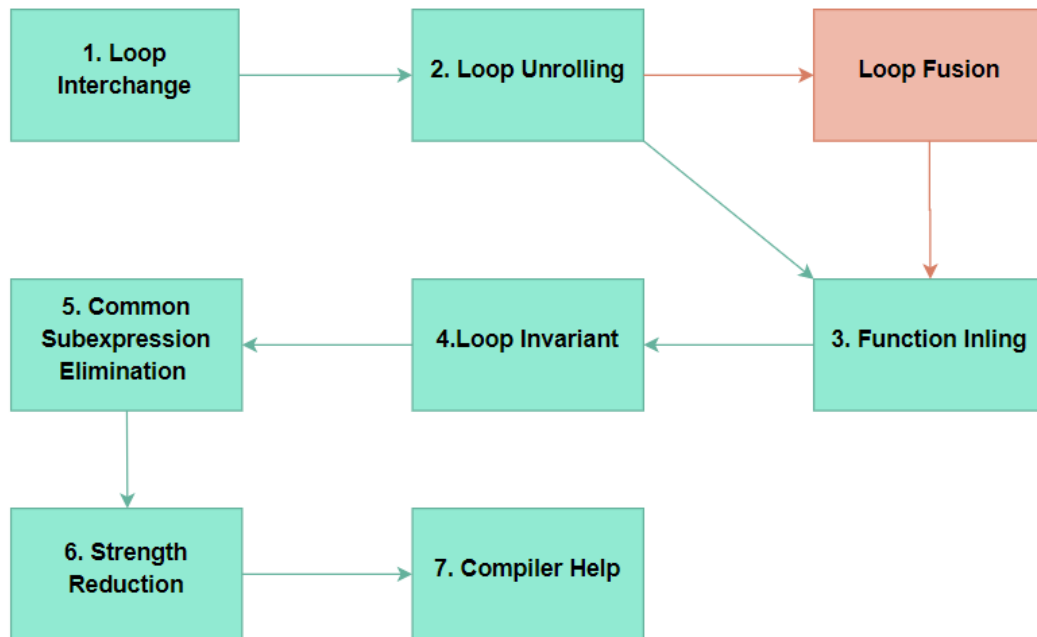 1. Loop
Interchange
2. Loop Unrolling
Loop Fusion
5. Common
Subexpression
Elimination
4.Loop Invariant
3. Function Inling
6. Strength
Reduction
7. Compiler Help